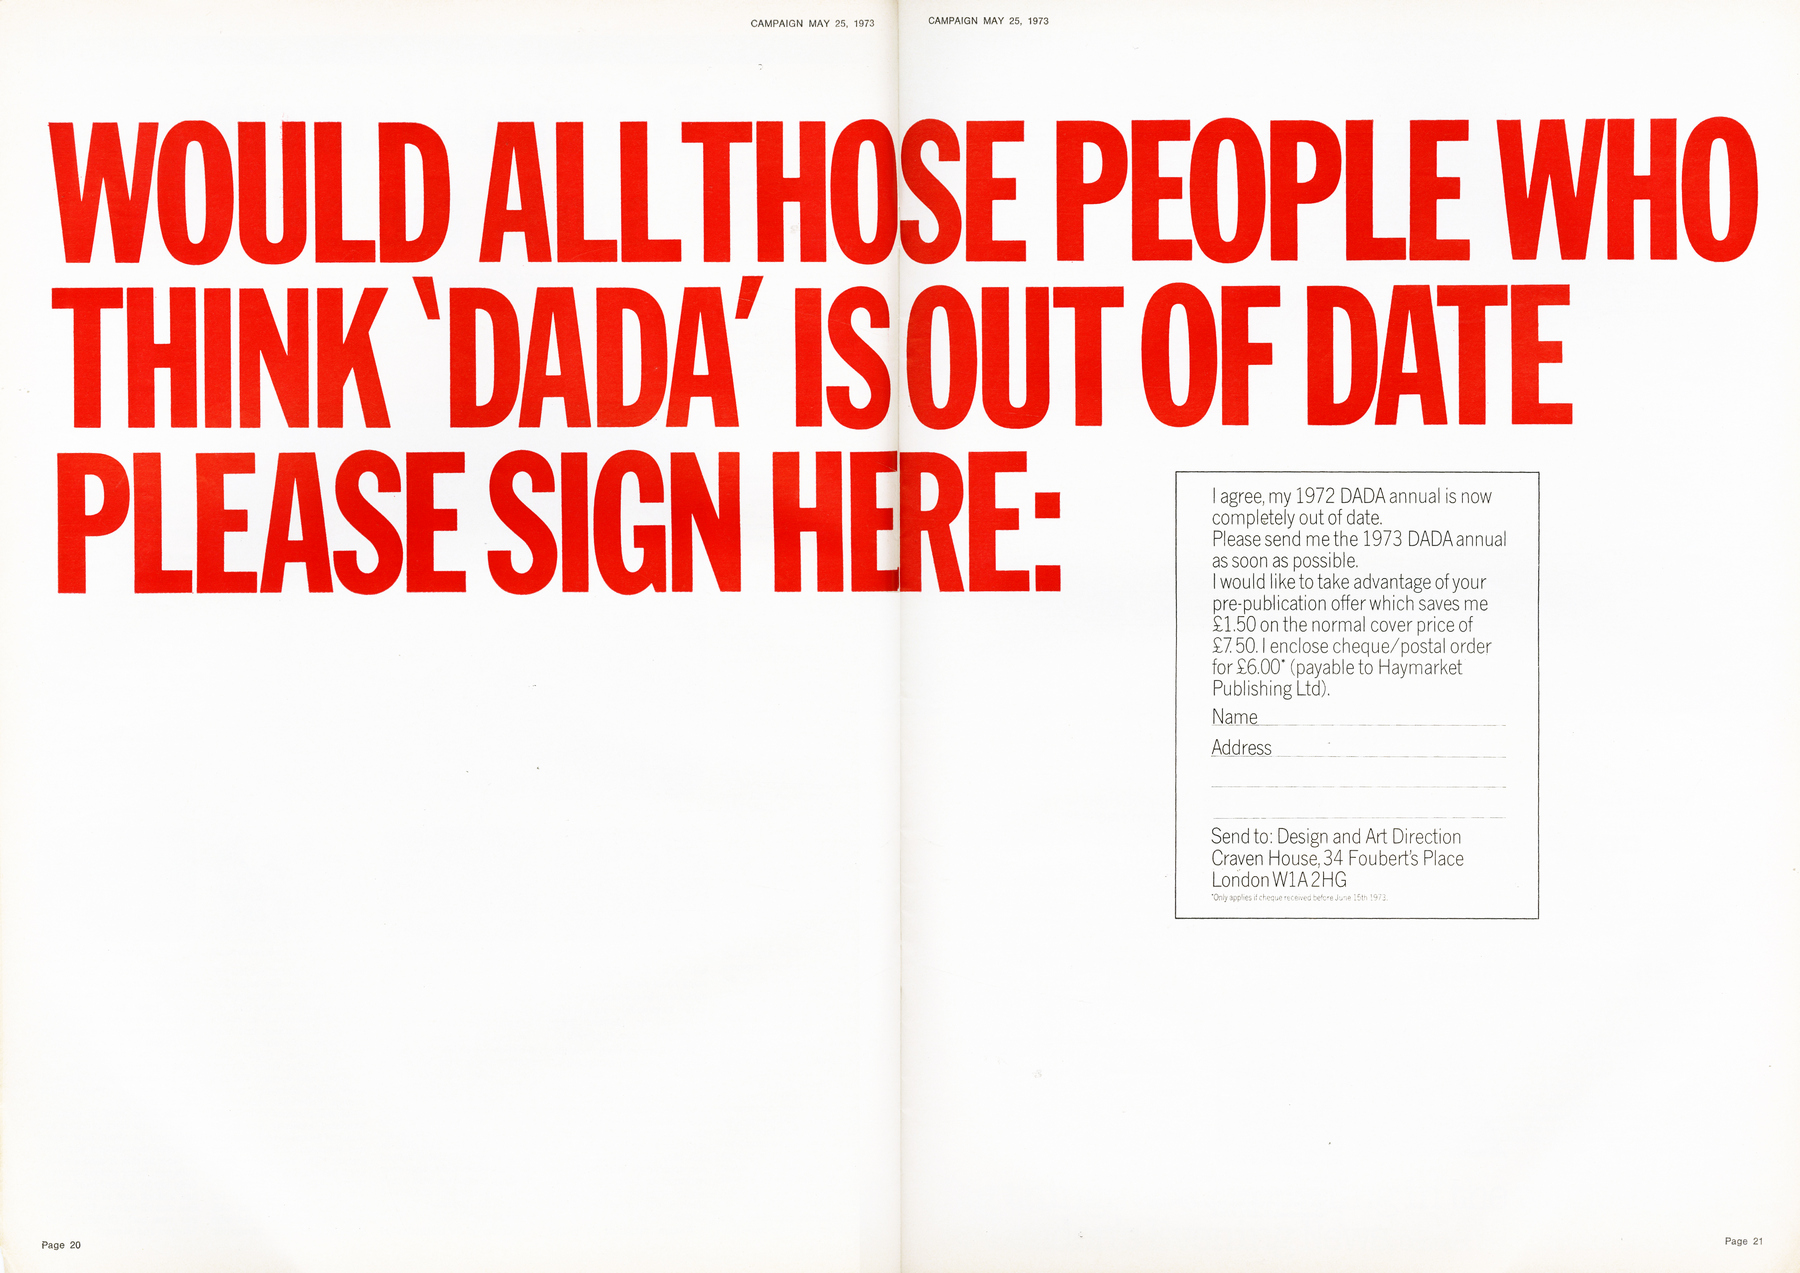 CAMPAIGN MAY 25, 1973
CAMPAIGN MAY 25, 1973
WOULD ALL THOSE PEOPLE WHO
THINK ‘DADA’ IS OUT OF DATE
PLEASE SIGN HERE:
I agree, my 1972 DADA annual is now
completely out of date.
Please send me the 1973 DADA annual
as soon as possible.
I would like to take advantage of your
pre-publication offer which saves me
£1.50 on the normal cover price of
£7.50. I enclose cheque/postal order
for £6.00* (payable to Haymarket
Publishing Ltd).
Name
Address
Send to: Design and Art Direction
Craven House, 34 Foubert's Place
London W1A 2HG
*Only applies if cheque received before June 15th 1973.
Page 20
Page 21